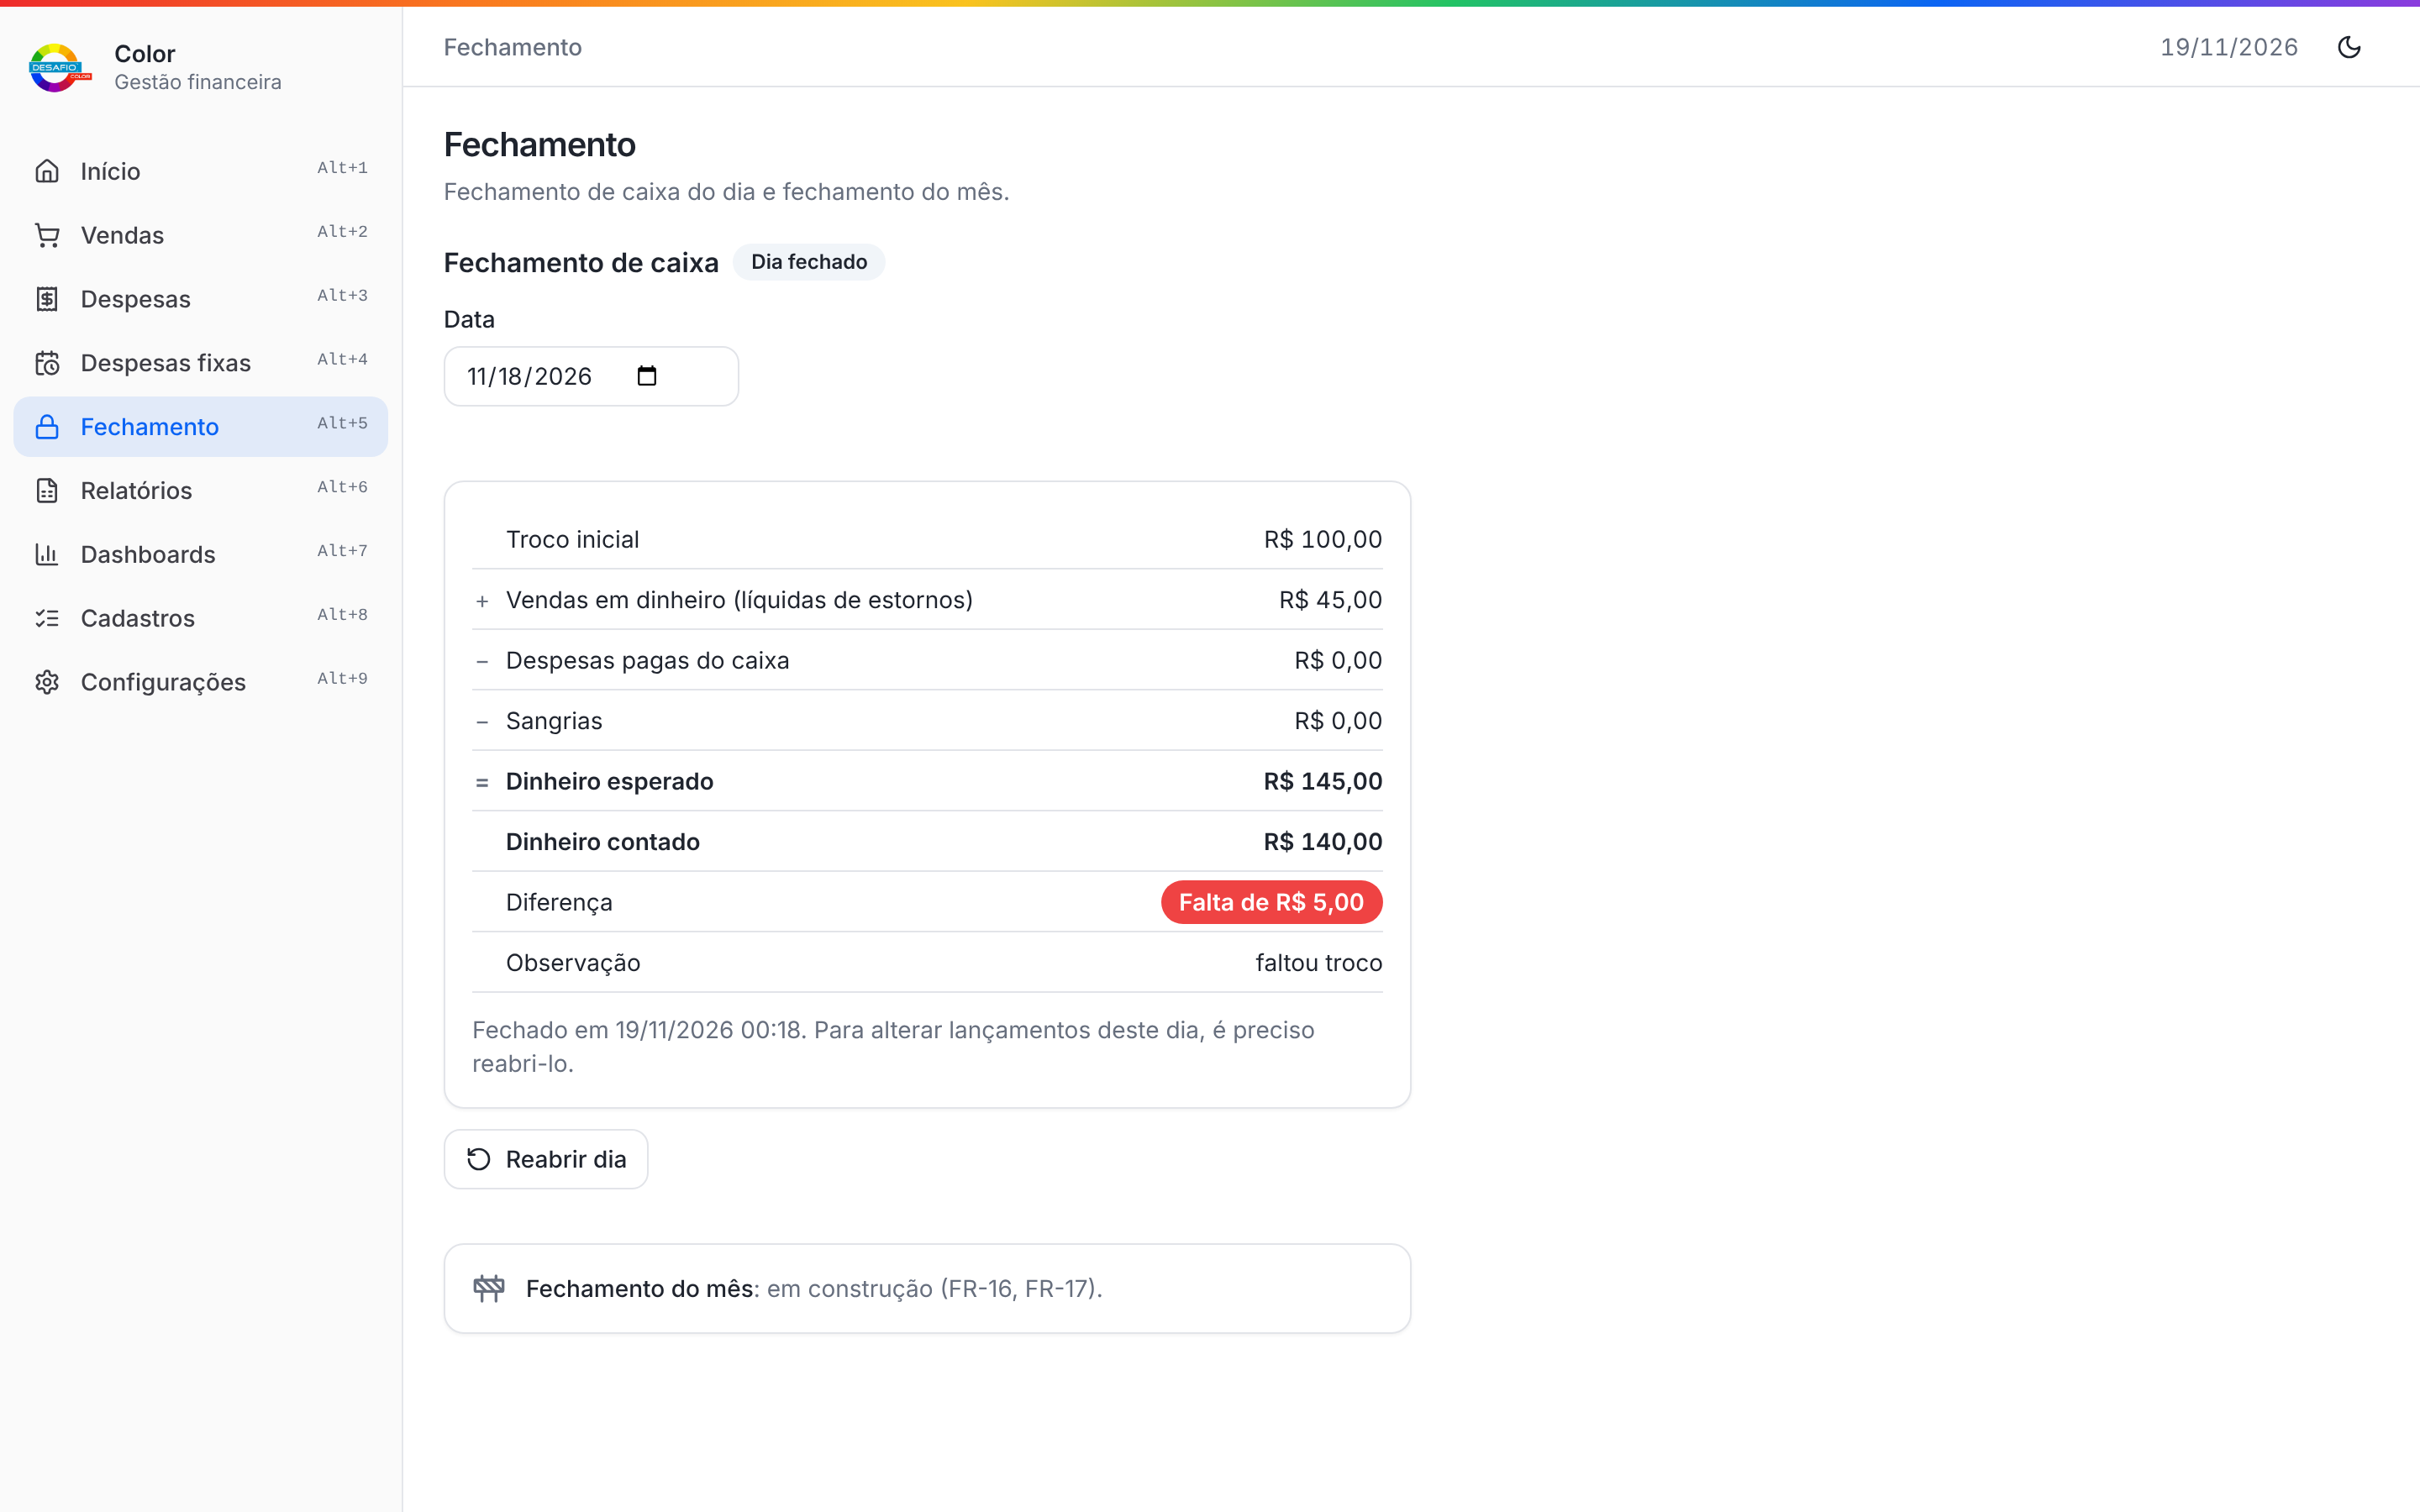 DESAFIO
COLOR
Color
Gestão financeira
Início Alt+1
Vendas Alt+2
Despesas Alt+3
Despesas fixas Alt+4
Fechamento Alt+5
Relatórios Alt+6
Dashboards Alt+7
Cadastros Alt+8
Configurações Alt+9
Fechamento 19/11/2026
Fechamento
Fechamento de caixa do dia e fechamento do mês.
Fechamento de caixa Dia fechado
Data
11/18/2026
Troco inicial R$ 100,00
+ Vendas em dinheiro (líquidas de estornos) R$ 45,00
− Despesas pagas do caixa R$ 0,00
− Sangrias R$ 0,00
= Dinheiro esperado R$ 145,00
Dinheiro contado R$ 140,00
Diferença Falta de R$ 5,00
Observação faltou troco
Fechado em 19/11/2026 00:18. Para alterar lançamentos deste dia, é preciso
reabri-lo.
Reabrir dia
Fechamento do mês: em construção (FR-16, FR-17).